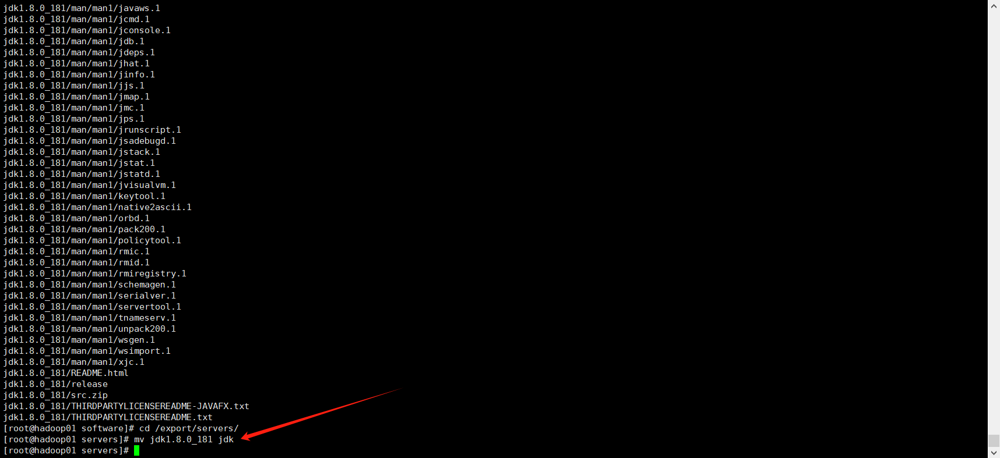 jdk1.8.0_181/man/man1/javaws.1
jdk1.8.0_181/man/man1/jcmd.1
jdk1.8.0_181/man/man1/jconsole.1
jdk1.8.0_181/man/man1/jdb.1
jdk1.8.0_181/man/man1/jdeps.1
jdk1.8.0_181/man/man1/jhat.1
jdk1.8.0_181/man/man1/jinfo.1
jdk1.8.0_181/man/man1/jjs.1
jdk1.8.0_181/man/man1/jmap.1
jdk1.8.0_181/man/man1/jmc.1
jdk1.8.0_181/man/man1/jps.1
jdk1.8.0_181/man/man1/jrunscript.1
jdk1.8.0_181/man/man1/jsadebugd.1
jdk1.8.0_181/man/man1/jstack.1
jdk1.8.0_181/man/man1/jstat.1
jdk1.8.0_181/man/man1/jstatd.1
jdk1.8.0_181/man/man1/jvisualvm.1
jdk1.8.0_181/man/man1/keytool.1
jdk1.8.0_181/man/man1/native2ascii.1
jdk1.8.0_181/man/man1/orbd.1
jdk1.8.0_181/man/man1/pack200.1
jdk1.8.0_181/man/man1/policytool.1
jdk1.8.0_181/man/man1/rmic.1
jdk1.8.0_181/man/man1/rmid.1
jdk1.8.0_181/man/man1/rmiregistry.1
jdk1.8.0_181/man/man1/schemagen.1
jdk1.8.0_181/man/man1/serialver.1
jdk1.8.0_181/man/man1/servertool.1
jdk1.8.0_181/man/man1/tnameserv.1
jdk1.8.0_181/man/man1/unpack200.1
jdk1.8.0_181/man/man1/wsgen.1
jdk1.8.0_181/man/man1/wsimport.1
jdk1.8.0_181/man/man1/xjc.1
jdk1.8.0_181/README.html
jdk1.8.0_181/release
jdk1.8.0_181/src.zip
jdk1.8.0_181/THIRDPARTYLICENSEREADME-JAVAFX.txt
jdk1.8.0_181/THIRDPARTYLICENSEREADME.txt
[root@hadoop01 software]# cd /export/servers/
[root@hadoop01 servers]# mv jdk1.8.0_181 jdk
[root@hadoop01 servers]#